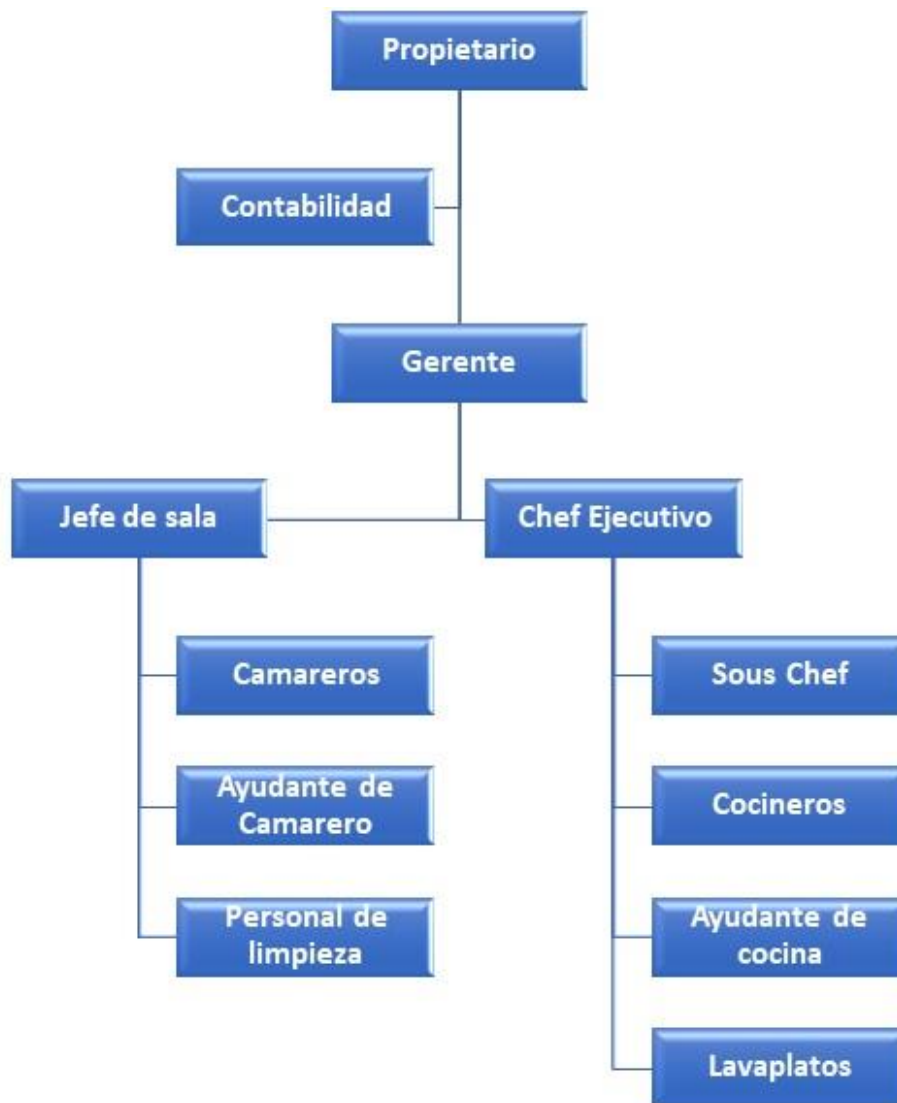 Propietario
Contabilidad
Gerente
Jefe de sala
Chef Ejecutivo
Camareros
Sous Chef
Ayudante de
Camarero
Cocineros
Personal de
limpieza
Ayudante de
cocina
Lavaplatos